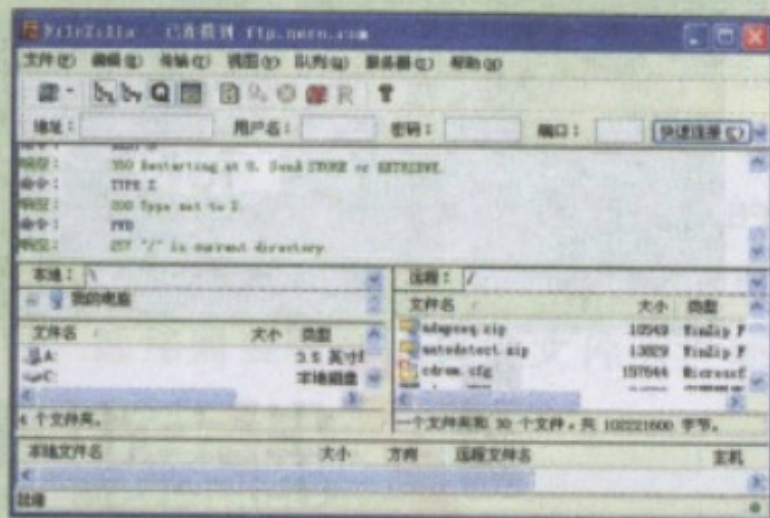 FileZilla - 已连接到 ftp.nero.com
文件(F) 编辑(E) 传输(T) 视图(V) 队列(Q) 服务器(S) 帮助(H)
地址： 用户名： 密码： 端口： 快速连接(C)
响应： 350 Restarting at 0. Send STORE or RETRIEVE.
命令： TYPE I
响应： 200 Type set to I.
命令： PWD
响应： 257 "/" is current directory.
本地： \
远程： /
我的电脑
文件名 大小 类型
A: 3.5 英寸
C: 本地磁盘
4 个文件夹。
文件名 大小 类型
Adapseq.zip 10549 WinZip F
autodetect.zip 13829 WinZip F
cdrom.cfg 157644 Microsof
一个文件夹和 30 个文件，共 102221600 字节。
本地文件名 大小 方向 远程文件名 主机
就绪